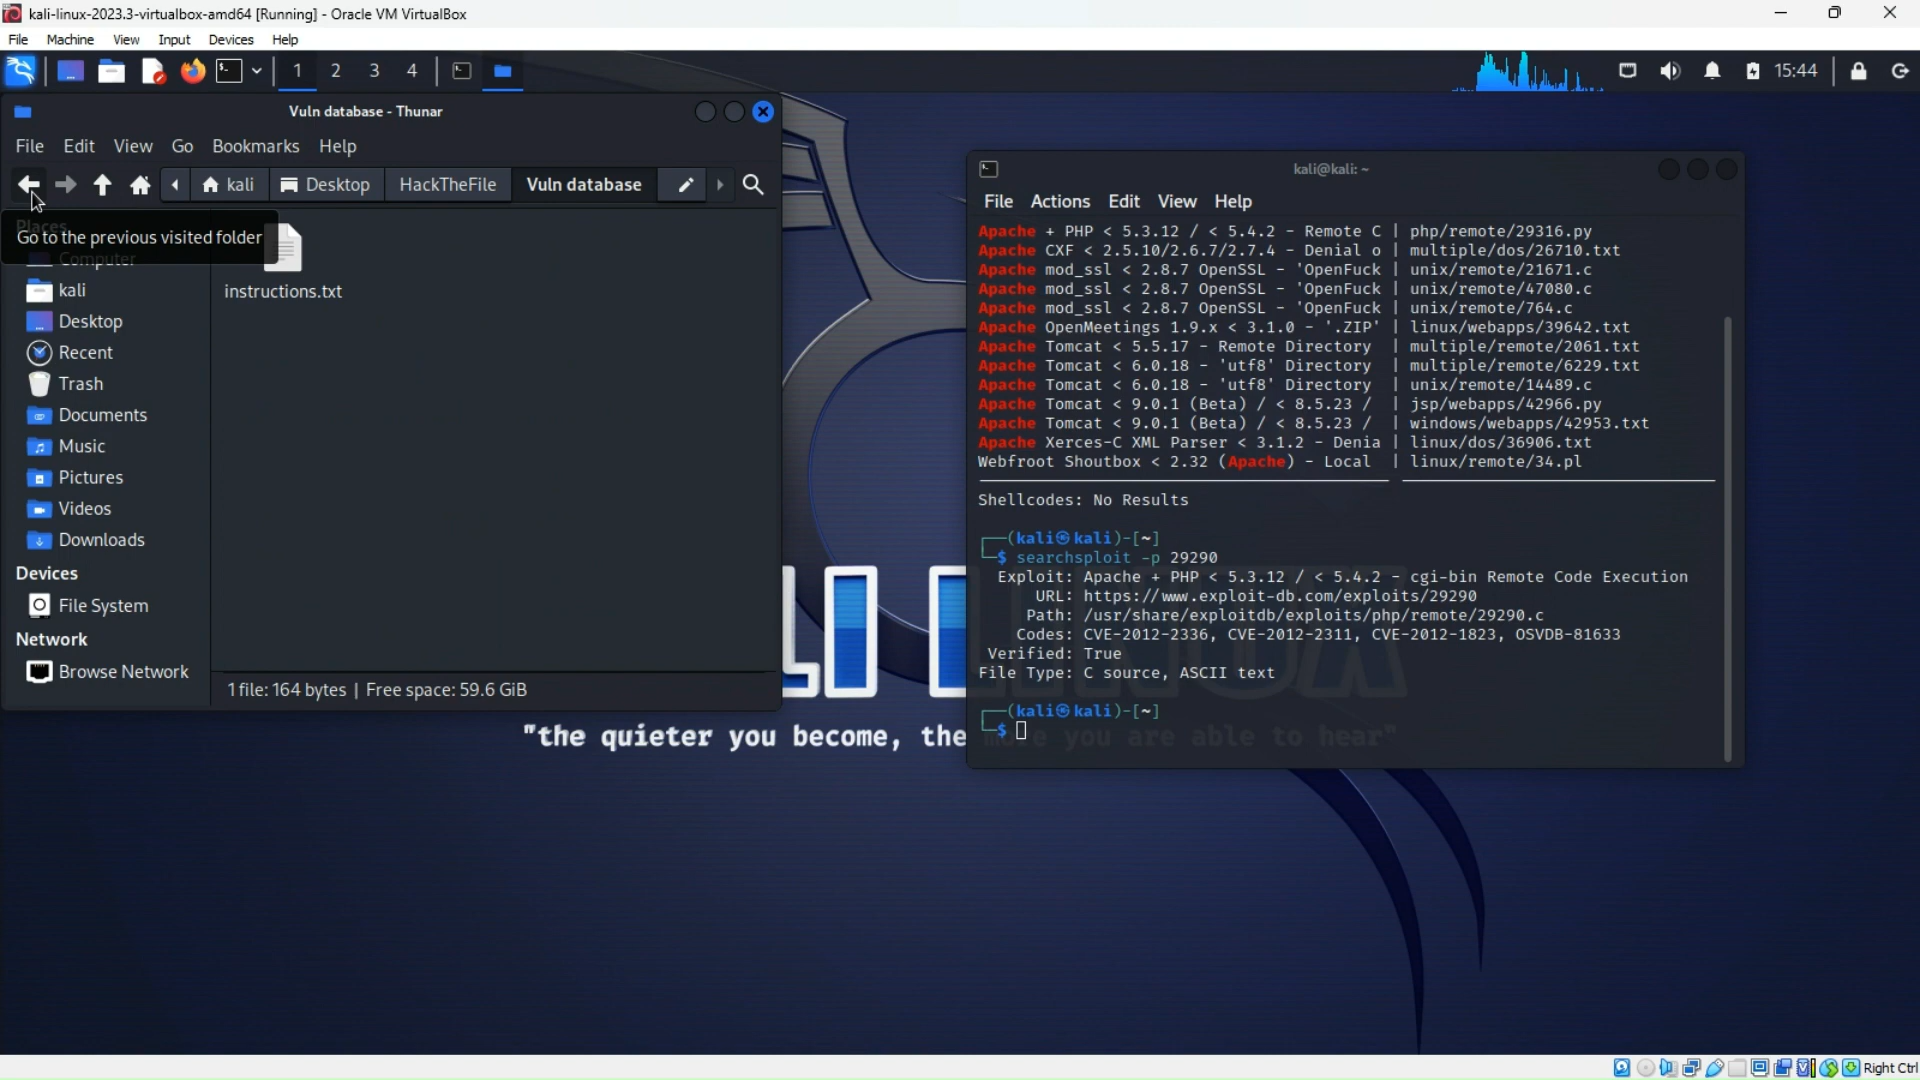 kali-linux-2023.3-virtualbox-amd64 [Running] - Oracle VM VirtualBox
File Machine View Input Devices Help
1 2 3 4
15:44
Vuln database - Thunar
File Edit View Go Bookmarks Help
kali Desktop HackTheFile Vuln database
Places
Go to the previous visited folder
Computer
kali
Desktop
Recent
Trash
Documents
Music
Pictures
Videos
Downloads
Devices
File System
Network
Browse Network
instructions.txt
1 file: 164 bytes | Free space: 59.6 GiB
kali@kali: ~
File Actions Edit View Help
Apache + PHP < 5.3.12 / < 5.4.2 - Remote C | php/remote/29316.py
Apache CXF < 2.5.10/2.6.7/2.7.4 - Denial o | multiple/dos/26710.txt
Apache mod_ssl < 2.8.7 OpenSSL - 'OpenFuck | unix/remote/21671.c
Apache mod_ssl < 2.8.7 OpenSSL - 'OpenFuck | unix/remote/47080.c
Apache mod_ssl < 2.8.7 OpenSSL - 'OpenFuck | unix/remote/764.c
Apache OpenMeetings 1.9.x < 3.1.0 - '.ZIP' | linux/webapps/39642.txt
Apache Tomcat < 5.5.17 - Remote Directory | multiple/remote/2061.txt
Apache Tomcat < 6.0.18 - 'utf8' Directory | multiple/remote/6229.txt
Apache Tomcat < 6.0.18 - 'utf8' Directory | unix/remote/14489.c
Apache Tomcat < 9.0.1 (Beta) / < 8.5.23 / | jsp/webapps/42966.py
Apache Tomcat < 9.0.1 (Beta) / < 8.5.23 / | windows/webapps/42953.txt
Apache Xerces-C XML Parser < 3.1.2 - Denia | linux/dos/36906.txt
Webfroot Shoutbox < 2.32 (Apache) - Local | linux/remote/34.pl
Shellcodes: No Results
(kali㉿kali)-[~]
$ searchsploit -p 29290
Exploit: Apache + PHP < 5.3.12 / < 5.4.2 - cgi-bin Remote Code Execution
URL: https://www.exploit-db.com/exploits/29290
Path: /usr/share/exploitdb/exploits/php/remote/29290.c
Codes: CVE-2012-2336, CVE-2012-2311, CVE-2012-1823, OSVDB-81633
Verified: True
File Type: C source, ASCII text
(kali㉿kali)-[~]
$
LI LINUX
"the quieter you become, the more you are able to hear"
Right Ctrl